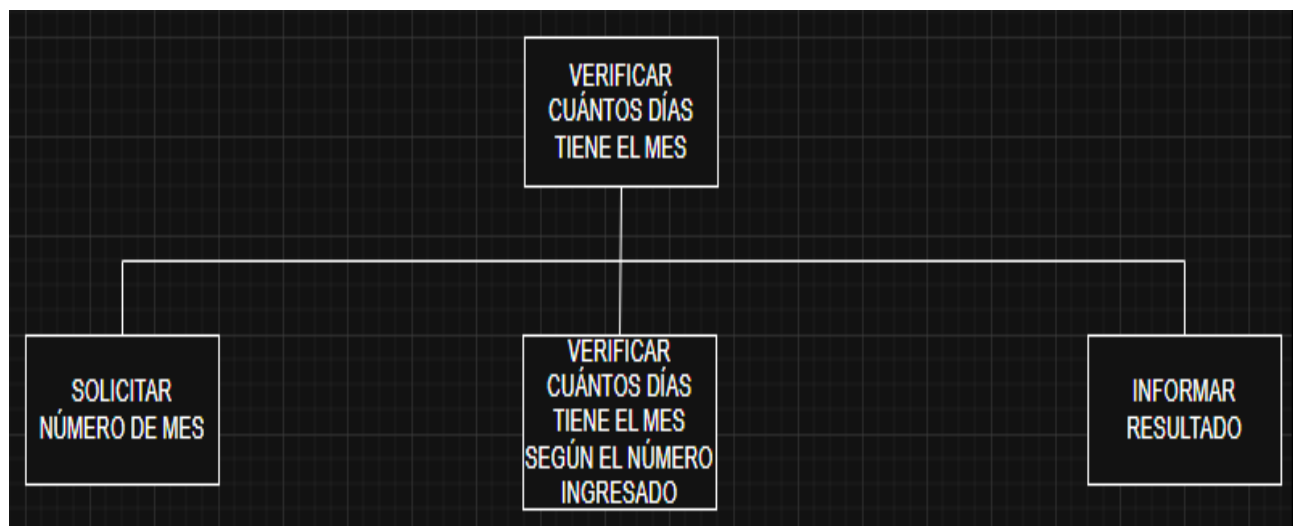 VERIFICAR
CUÁNTOS DÍAS
TIENE EL MES
SOLICITAR
NÚMERO DE MES
VERIFICAR
CUÁNTOS DÍAS
TIENE EL MES
SEGÚN EL NÚMERO
INGRESADO
INFORMAR
RESULTADO